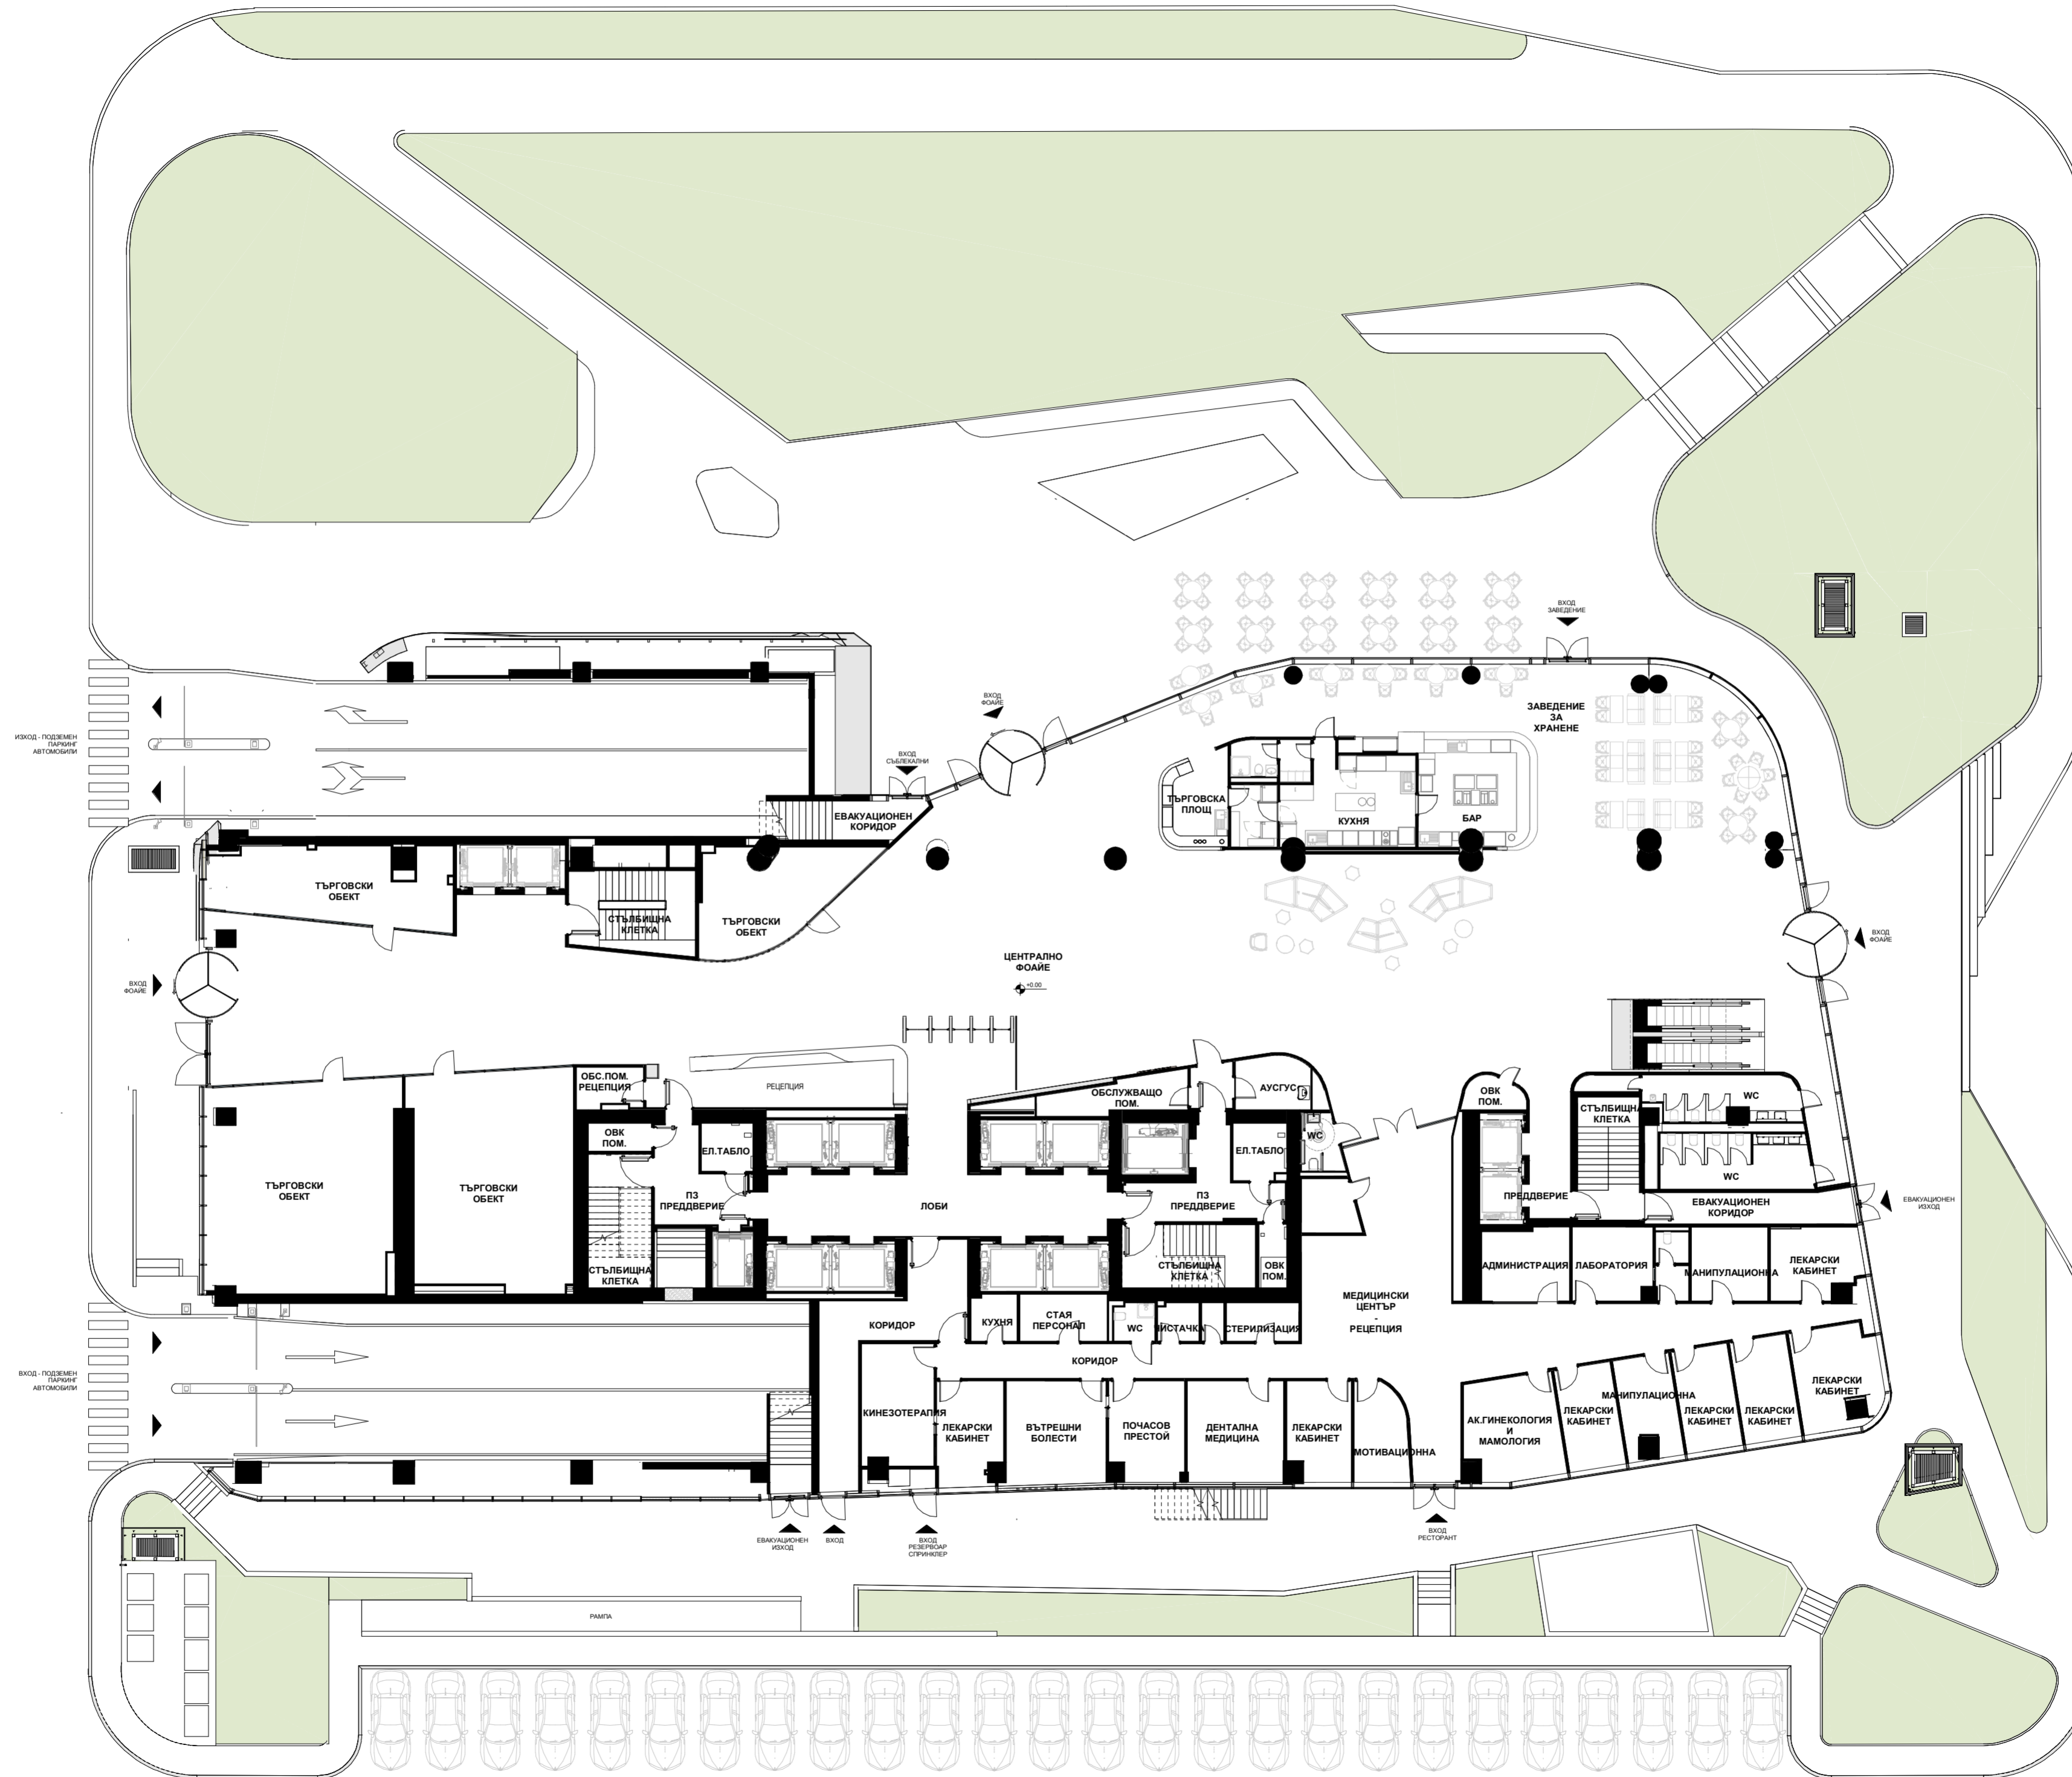 ВХОД
ЗАВЕДЕНИЕ
ВХОД
ФОАЙЕ
ЗАВЕДЕНИЕ
ЗА
ХРАНЕНЕ
ИЗХОД - ПОДЗЕМЕН
ПАРКИНГ
АВТОМОБИЛИ
ВХОД
СЪБЛЕКАЛНИ
ТЪРГОВСКА
ПЛОЩ
КУХНЯ
БАР
ЕВАКУАЦИОНЕН
КОРИДОР
ТЪРГОВСКИ
ОБЕКТ
СТЪЛБИЩНА
КЛЕТКА
ТЪРГОВСКИ
ОБЕКТ
ВХОД
ФОАЙЕ
ЦЕНТРАЛНО
ФОАЙЕ
+0.00
ВХОД
ФОАЙЕ
ОБС.ПОМ.
РЕЦЕПЦИЯ
РЕЦЕПЦИЯ
ОБСЛУЖВАЩО
ПОМ.
АУСГУС
ОВК
ПОМ.
СТЪЛБИЩНА
КЛЕТКА
WC
ОВК
ПОМ.
ЕЛ.ТАБЛО
ЕЛ.ТАБЛО
WC
WC
ТЪРГОВСКИ
ОБЕКТ
ТЪРГОВСКИ
ОБЕКТ
ПЗ
ПРЕДДВЕРИЕ
ЛОБИ
ПЗ
ПРЕДДВЕРИЕ
ПРЕДДВЕРИЕ
ЕВАКУАЦИОНЕН
КОРИДОР
ЕВАКУАЦИОНЕН
ИЗХОД
СТЪЛБИЩНА
КЛЕТКА
СТЪЛБИЩНА
КЛЕТКА
ОВК
ПОМ.
АДМИНИСТРАЦИЯ
ЛАБОРАТОРИЯ
МАНИПУЛАЦИОННА
ЛЕКАРСКИ
КАБИНЕТ
МЕДИЦИНСКИ
ЦЕНТЪР
-
РЕЦЕПЦИЯ
КОРИДОР
КУХНЯ
СТАЯ
ПЕРСОНАЛ
WC
ЧИСТАЧКА
СТЕРИЛИЗАЦИЯ
КОРИДОР
ВХОД - ПОДЗЕМЕН
ПАРКИНГ
АВТОМОБИЛИ
КИНЕЗОТЕРАПИЯ
ЛЕКАРСКИ
КАБИНЕТ
ВЪТРЕШНИ
БОЛЕСТИ
ПОЧАСОВ
ПРЕСТОЙ
ДЕНТАЛНА
МЕДИЦИНА
ЛЕКАРСКИ
КАБИНЕТ
МОТИВАЦИОННА
АК.ГИНЕКОЛОГИЯ
И
МАМОЛОГИЯ
ЛЕКАРСКИ
КАБИНЕТ
МАНИПУЛАЦИОННА
ЛЕКАРСКИ
КАБИНЕТ
ЛЕКАРСКИ
КАБИНЕТ
ЛЕКАРСКИ
КАБИНЕТ
ЕВАКУАЦИОНЕН
ИЗХОД
ВХОД
ВХОД
РЕЗЕРВОАР
СПРИНКЛЕР
ВХОД
РЕСТОРАНТ
РАМПА